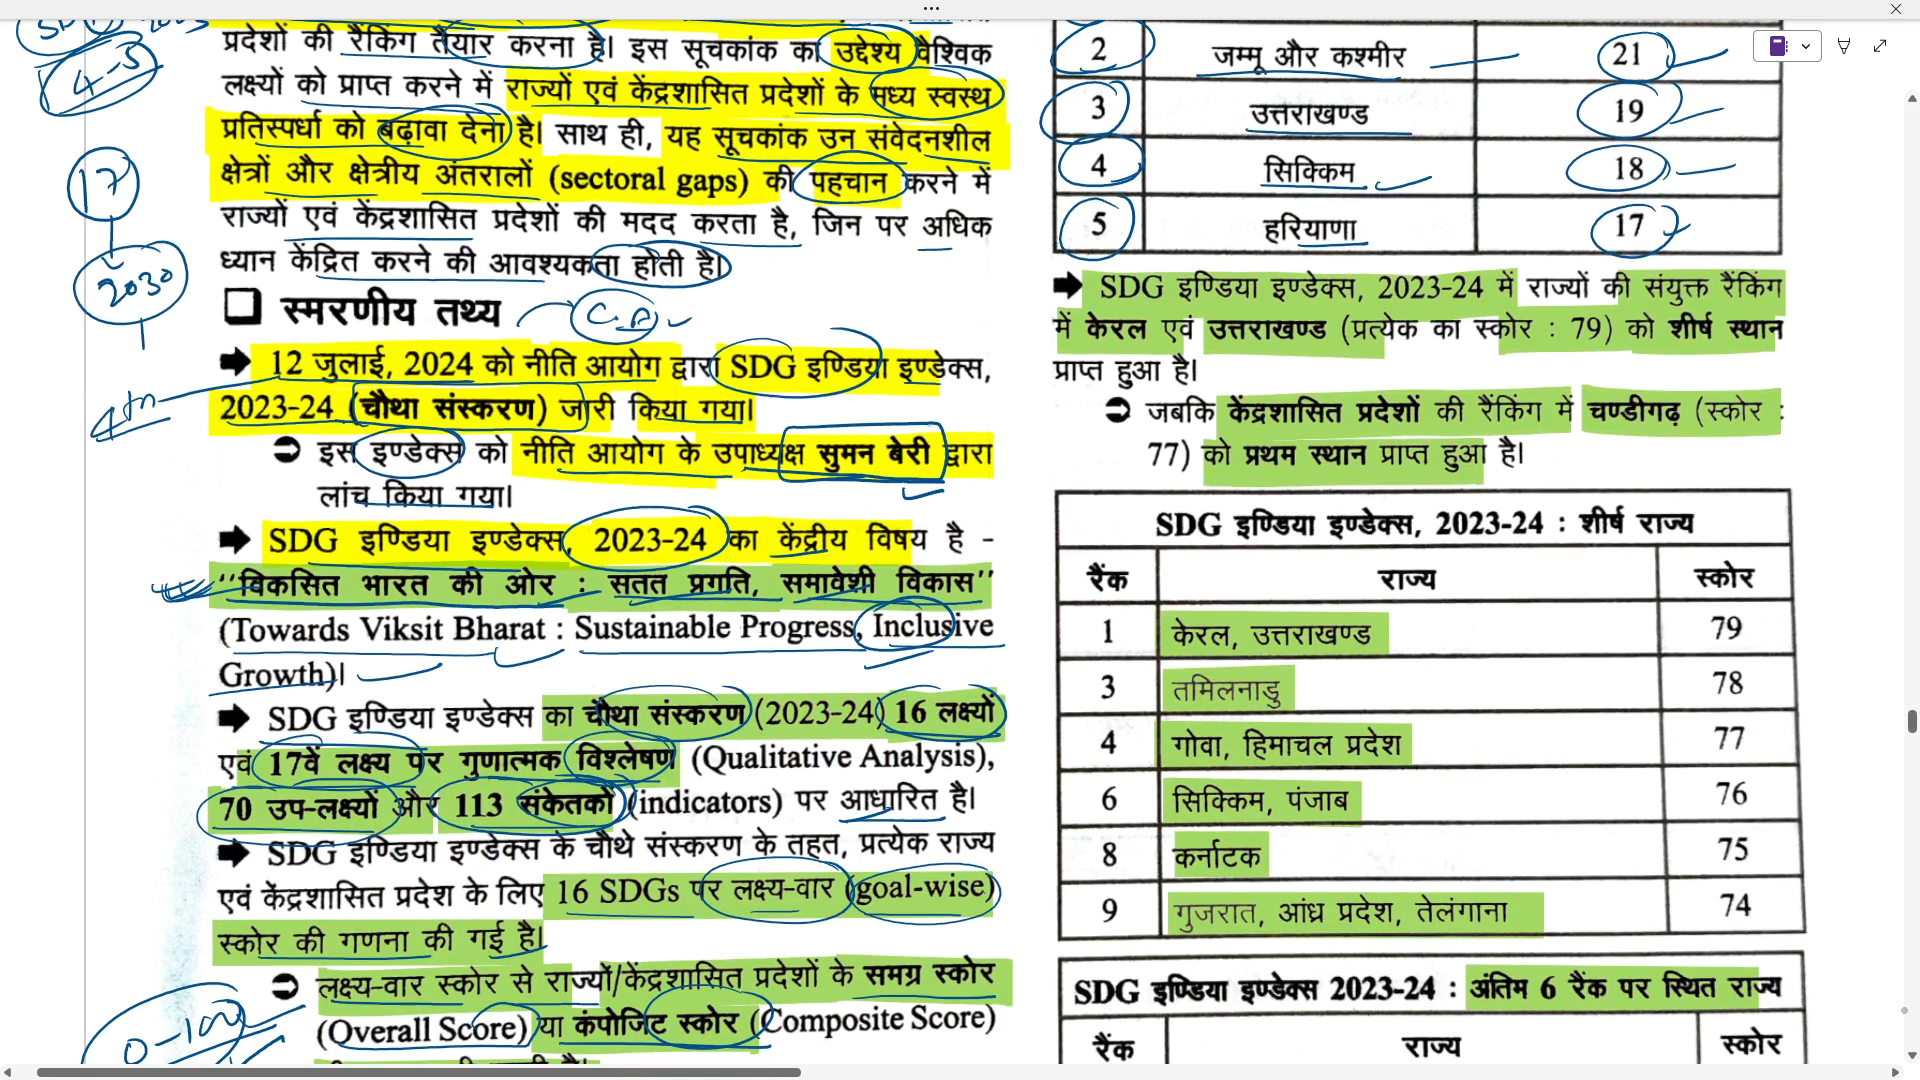 4-5
17
2030
प्रदेशों की रैंकिंग तैयार करना है। इस सूचकांक का उद्देश्य वैश्विक
लक्ष्यों को प्राप्त करने में राज्यों एवं केंद्रशासित प्रदेशों के मध्य स्वस्थ
प्रतिस्पर्धा को बढ़ावा देना है। साथ ही, यह सूचकांक उन संवेदनशील
क्षेत्रों और क्षेत्रीय अंतरालों (sectoral gaps) की पहचान करने में
राज्यों एवं केंद्रशासित प्रदेशों की मदद करता है, जिन पर अधिक
ध्यान केंद्रित करने की आवश्यकता होती है।
स्मरणीय तथ्य
C.A
4th
12 जुलाई, 2024 को नीति आयोग द्वारा SDG इण्डिया इण्डेक्स,
2023-24 (चौथा संस्करण) जारी किया गया।
इस इण्डेक्स को नीति आयोग के उपाध्यक्ष सुमन बेरी द्वारा
लांच किया गया।
SDG इण्डिया इण्डेक्स, 2023-24 का केंद्रीय विषय है -
''विकसित भारत की ओर : सतत प्रगति, समावेशी विकास''
(Towards Viksit Bharat : Sustainable Progress, Inclusive
Growth)।
SDG इण्डिया इण्डेक्स का चौथा संस्करण (2023-24) 16 लक्ष्यों
एवं 17वें लक्ष्य पर गुणात्मक विश्लेषण (Qualitative Analysis),
70 उप-लक्ष्यों और 113 संकेतकों (indicators) पर आधारित है।
SDG इण्डिया इण्डेक्स के चौथे संस्करण के तहत, प्रत्येक राज्य
एवं केंद्रशासित प्रदेश के लिए 16 SDGs पर लक्ष्य-वार (goal-wise)
स्कोर की गणना की गई है।
लक्ष्य-वार स्कोर से राज्यों/केंद्रशासित प्रदेशों के समग्र स्कोर
(Overall Score) या कंपोजिट स्कोर (Composite Score)
0-100
2 जम्मू और कश्मीर 21
3 उत्तराखण्ड 19
4 सिक्किम 18
5 हरियाणा 17
SDG इण्डिया इण्डेक्स, 2023-24 में राज्यों की संयुक्त रैंकिंग
में केरल एवं उत्तराखण्ड (प्रत्येक का स्कोर : 79) को शीर्ष स्थान
प्राप्त हुआ है।
जबकि केंद्रशासित प्रदेशों की रैंकिंग में चण्डीगढ़ (स्कोर :
77) को प्रथम स्थान प्राप्त हुआ है।
SDG इण्डिया इण्डेक्स, 2023-24 : शीर्ष राज्य
रैंक राज्य स्कोर
1 केरल, उत्तराखण्ड 79
3 तमिलनाडु 78
4 गोवा, हिमाचल प्रदेश 77
6 सिक्किम, पंजाब 76
8 कर्नाटक 75
9 गुजरात, आंध्र प्रदेश, तेलंगाना 74
SDG इण्डिया इण्डेक्स 2023-24 : अंतिम 6 रैंक पर स्थित राज्य
रैंक राज्य स्कोर